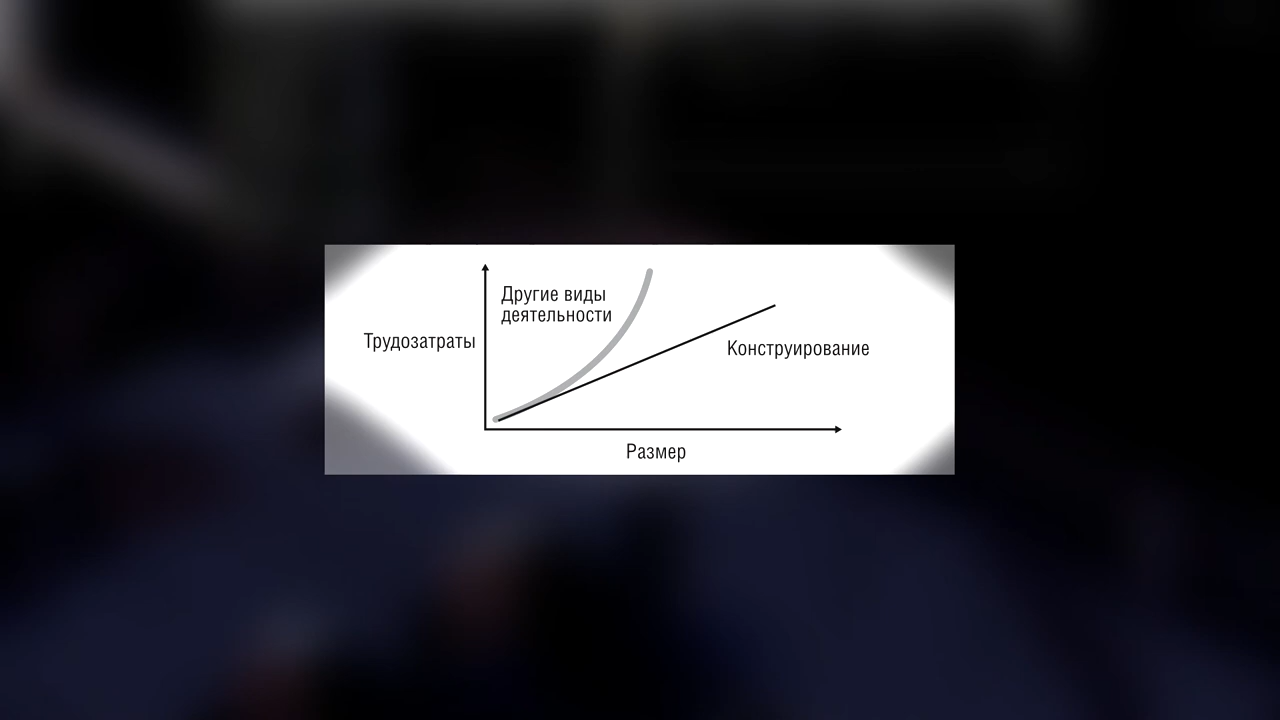 Другие виды
деятельности
Трудозатраты
Конструирование
Размер